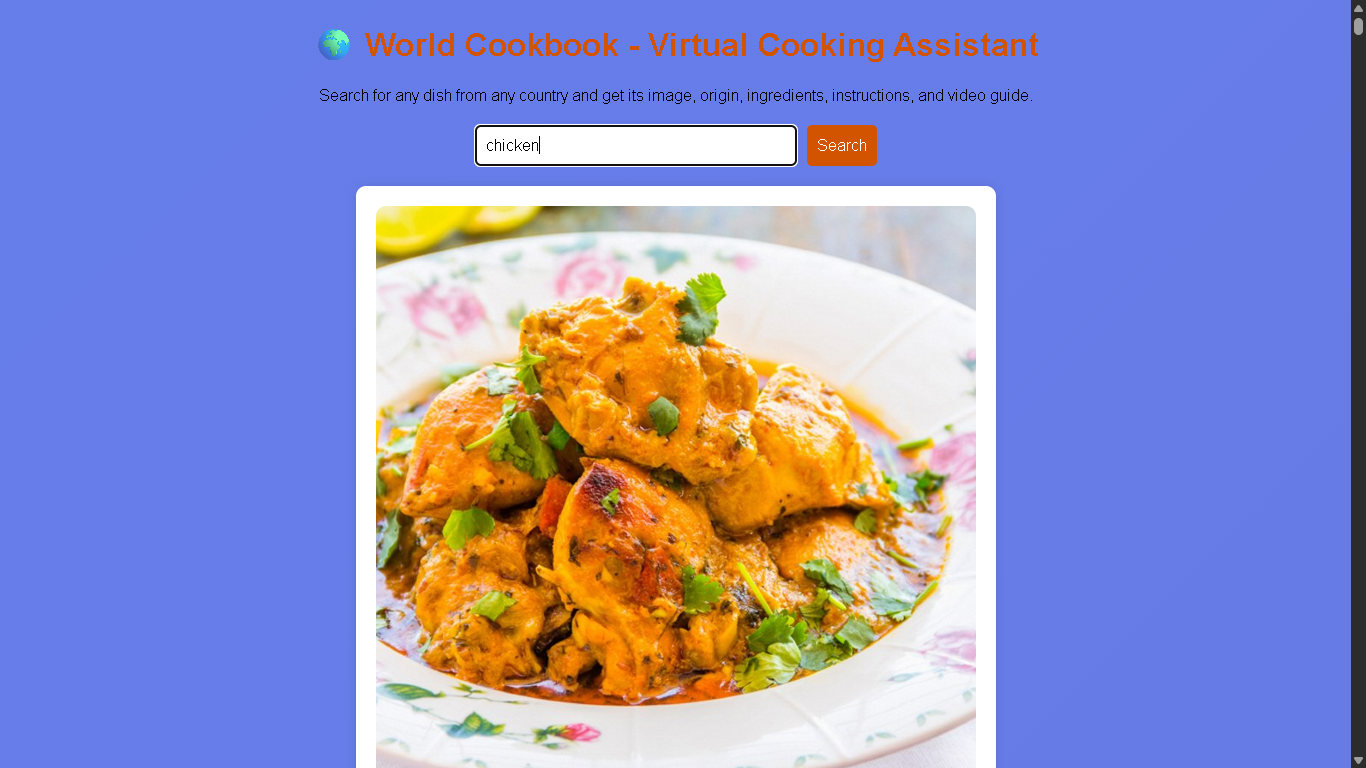 World Cookbook - Virtual Cooking Assistant
Search for any dish from any country and get its image, origin, ingredients, instructions, and video guide.
chicken
Search